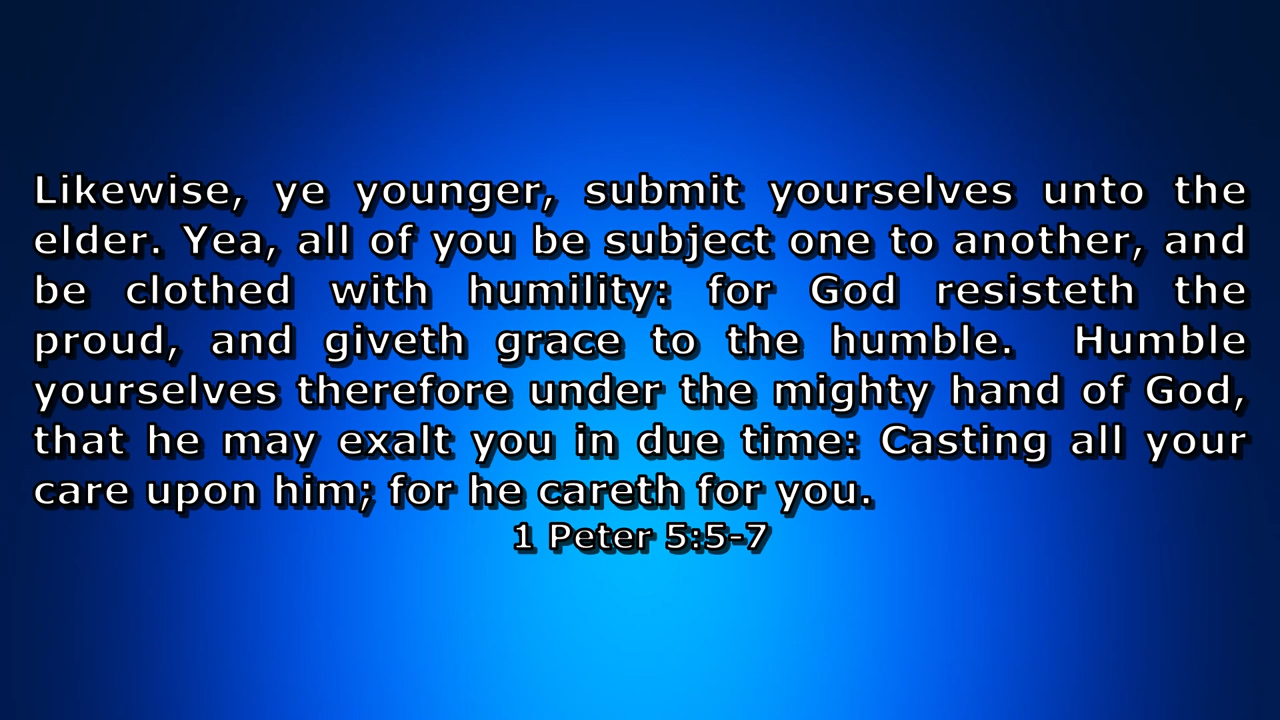 Likewise, ye younger, submit yourselves unto the
elder. Yea, all of you be subject one to another, and
be clothed with humility: for God resisteth the
proud, and giveth grace to the humble.  Humble
yourselves therefore under the mighty hand of God,
that he may exalt you in due time: Casting all your
care upon him; for he careth for you.
1 Peter 5:5-7